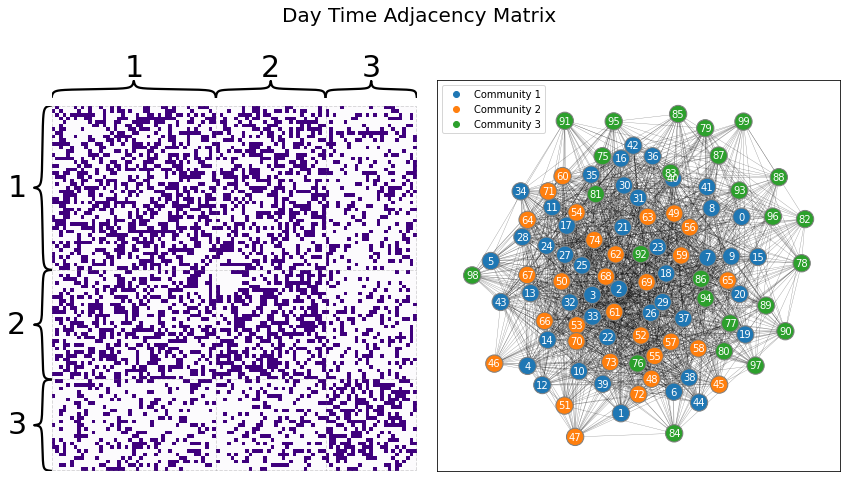 Day Time Adjacency Matrix
1 2 3
1
2
3
Community 1
Community 2
Community 3
91 95 85 79 99
42
75 16 36 87
60 35 83 88
34 71 81 30 31 41 93
11 54 63 49 8 0 96 82
64 17 21 56
28 24 74 23
5 27 62 92 59 7 9 15 78
98 67 50 25 68 18 86 65
43 13 32 3 2 69 94 20 89
66 53 33 61 29 26 37 77 90
14 70 22 52 57 58 80 19
46 4 10 73 76 55 97
12 39 48 38 45
51 72 6 44
1
47 84